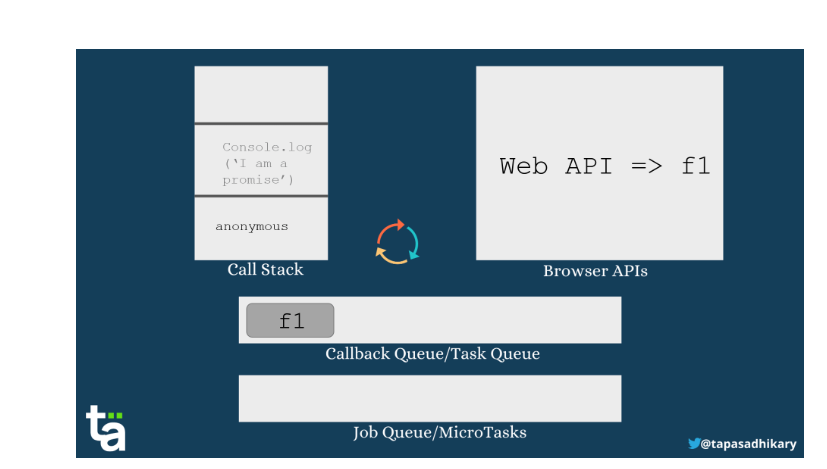 Console.log
(‘I am a
promise’)
anonymous
Call Stack
Web API => f1
Browser APIs
f1
Callback Queue/Task Queue
Job Queue/MicroTasks
tä
@tapasadhikary